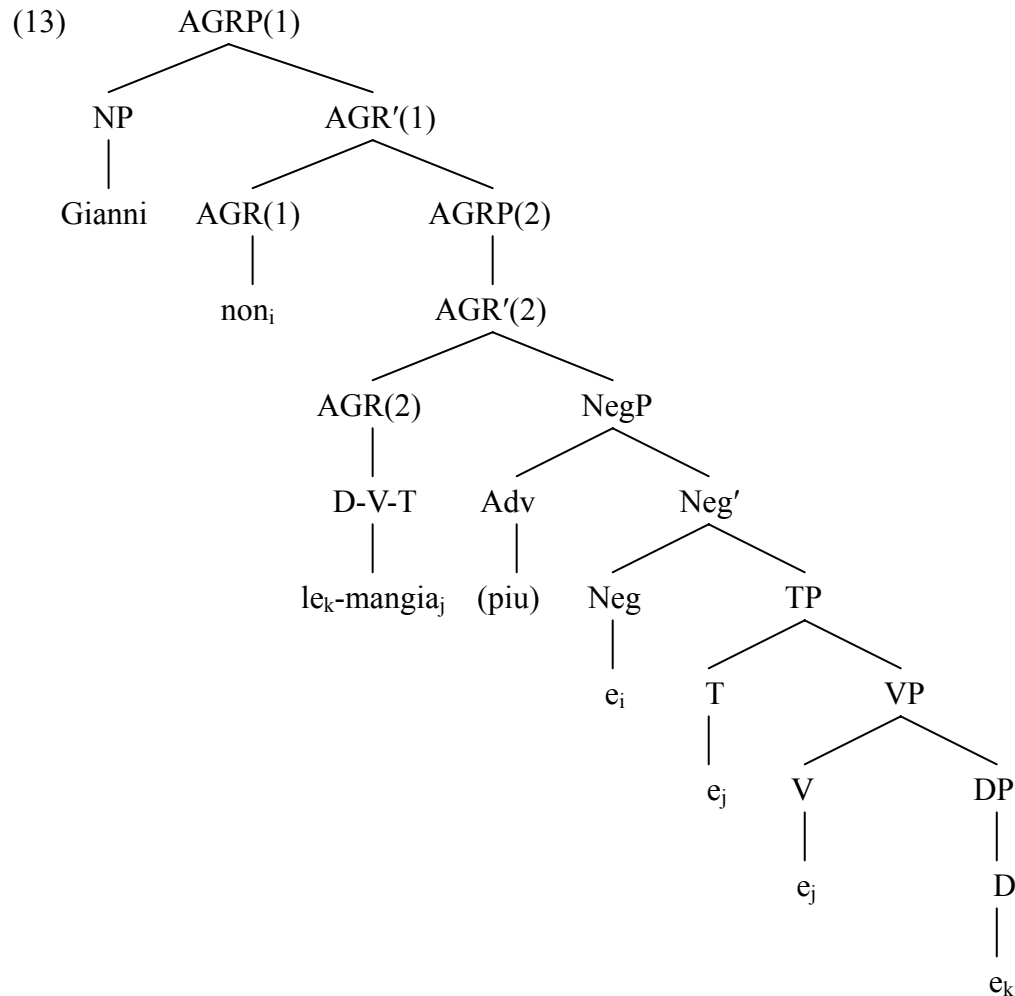 (13) AGRP(1)
NP AGR′(1)
Gianni AGR(1) AGRP(2)
nonᵢ AGR′(2)
AGR(2) NegP
D-V-T Adv Neg′
leₖ-mangiaⱼ (piu) Neg TP
eᵢ T VP
eⱼ V DP
eⱼ D
eₖ